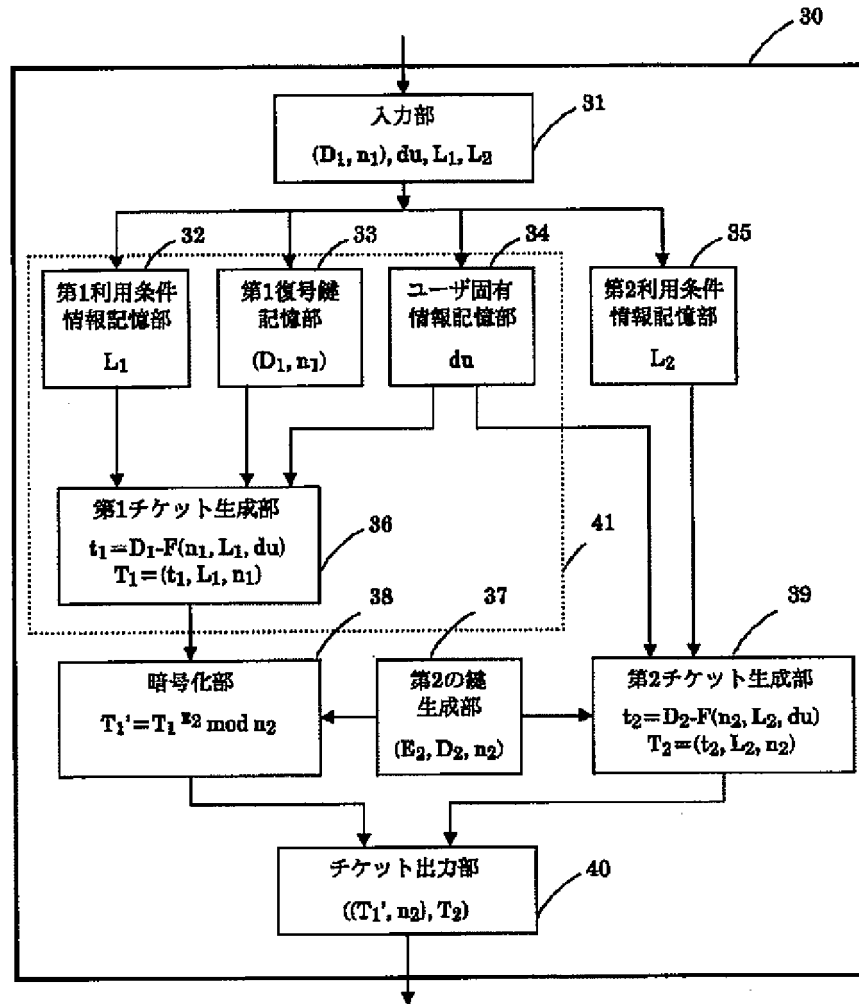 30
入力部
31
(D₁, n₁), du, L₁, L₂
32
33
34
35
第1利用条件
情報記憶部
L₁
第1復号鍵
記憶部
(D₁, n₁)
ユーザ固有
情報記憶部
du
第2利用条件
情報記憶部
L₂
第1チケット生成部
t₁=D₁-F(n₁, L₁, du)
T₁=(t₁, L₁, n₁)
36
41
38
37
39
暗号化部
T₁'=T₁^E₂ mod n₂
第2の鍵
生成部
(E₂, D₂, n₂)
第2チケット生成部
t₂=D₂-F(n₂, L₂, du)
T₂=(t₂, L₂, n₂)
チケット出力部
((T₁', n₂), T₂)
40